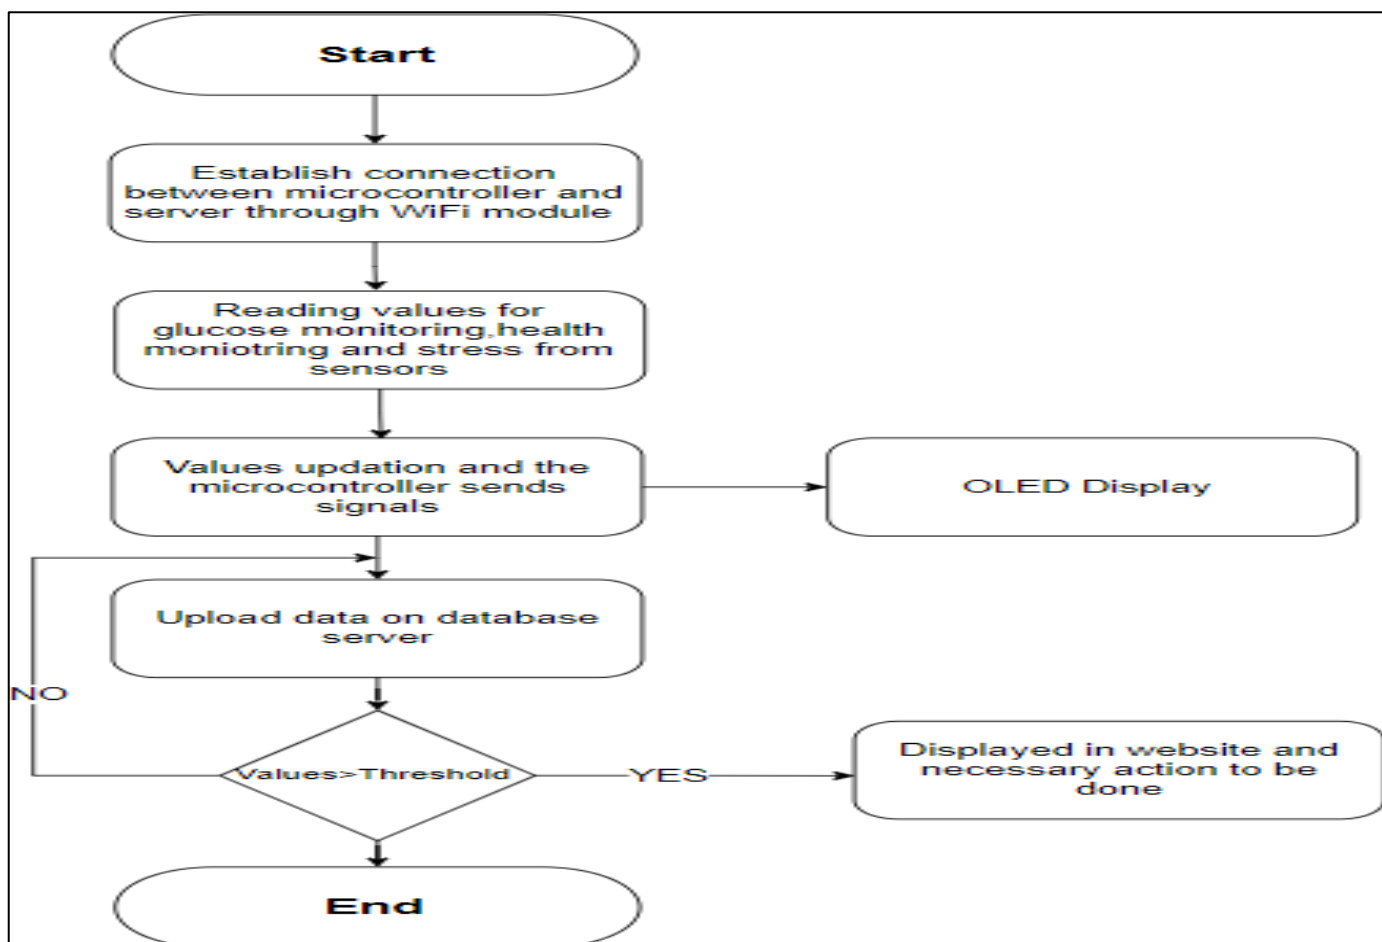 Start
Establish connection
between microcontroller and
server through WiFi module
Reading values for
glucose monitoring,health
moniotring and stress from
sensors
Values updation and the
microcontroller sends
signals
OLED Display
Upload data on database
server
NO
Values>Threshold
YES
Displayed in website and
necessary action to be
done
End